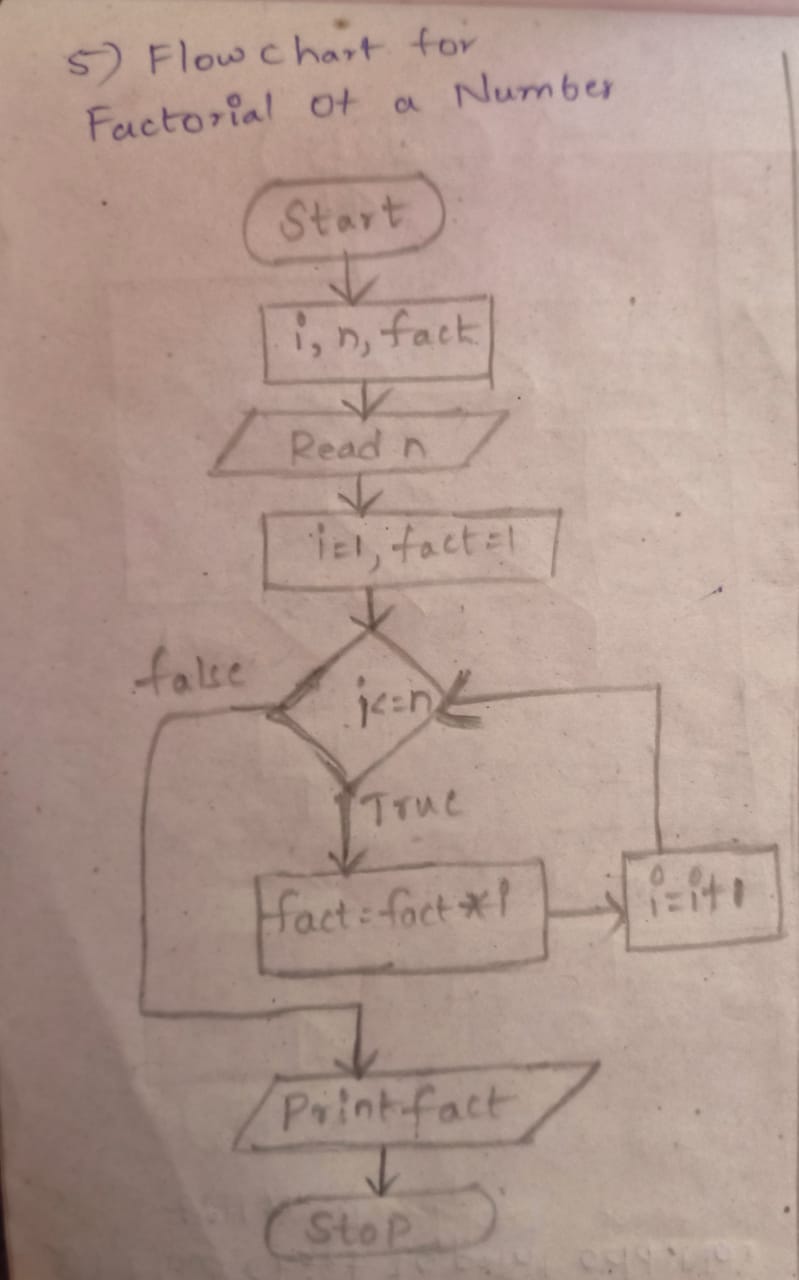 5) Flow chart for
Factorial of a Number
Start
i, n, fact
Read n
i=1, fact=1
false
i<=n
True
fact=fact*i
i=i+1
Print fact
Stop